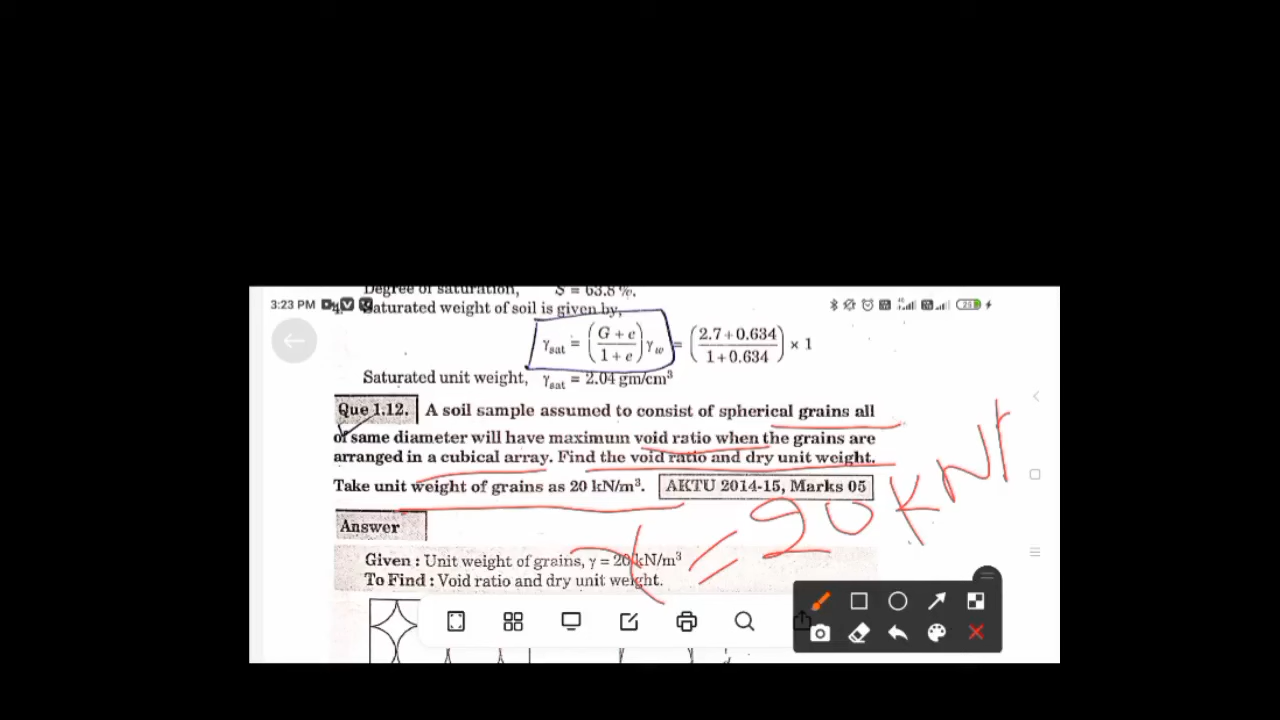 Degree of saturation, S = 63.8%.
3:23 PM
4. Saturated weight of soil is given by,
γsat = (G + e / 1 + e) γw = (2.7 + 0.634 / 1 + 0.634) × 1
Saturated unit weight, γsat = 2.04 gm/cm³
Que 1.12. A soil sample assumed to consist of spherical grains all
of same diameter will have maximum void ratio when the grains are
arranged in a cubical array. Find the void ratio and dry unit weight.
Take unit weight of grains as 20 kN/m³. AKTU 2014-15, Marks 05
γ = 20 kN/
Answer
Given : Unit weight of grains, γ = 20 kN/m³
To Find : Void ratio and dry unit weight.